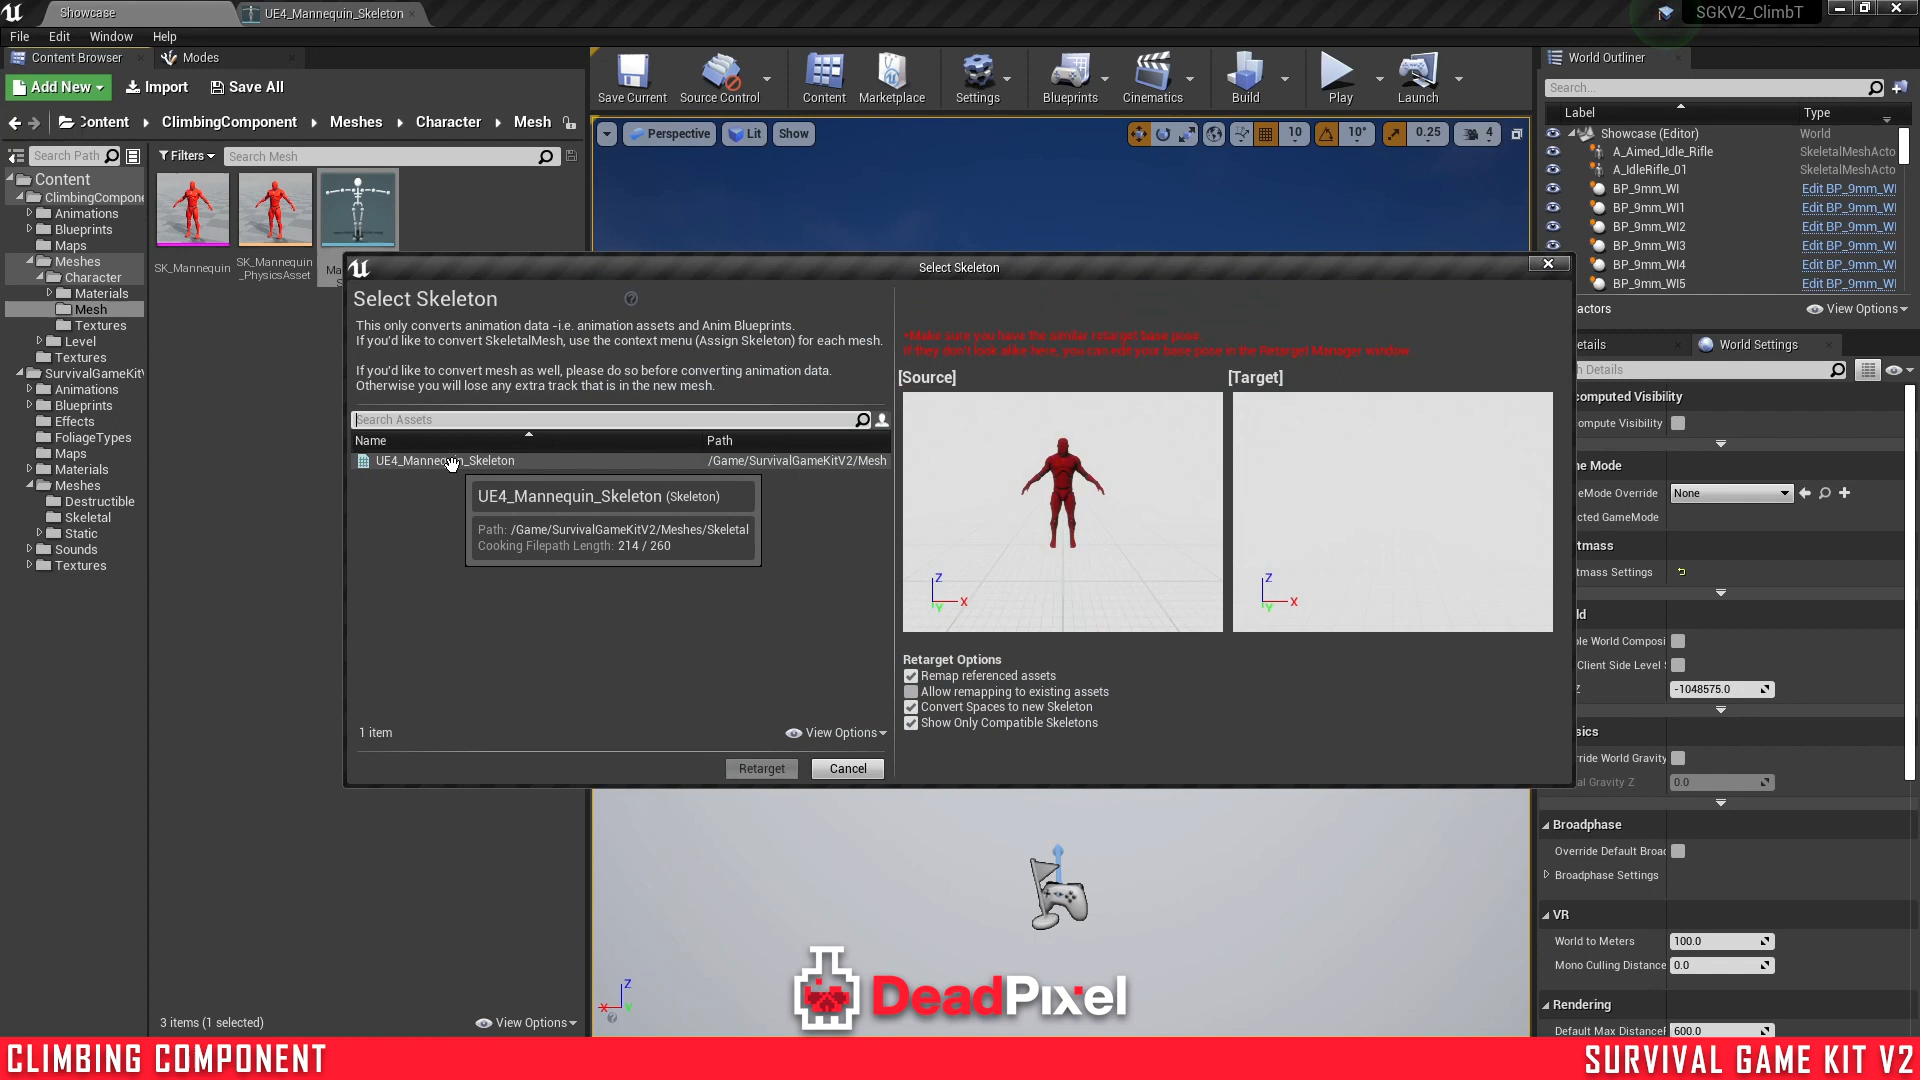 Showcase
UE4_Mannequin_Skeleton
SGKV2_ClimbT
File Edit Window Help
Content Browser
Modes
Add New
Import
Save All
Content
ClimbingComponent
Meshes
Character
Mesh
Search Path
Filters
Search Mesh
Content
ClimbingCompone
Animations
Blueprints
Maps
Meshes
Character
Materials
Mesh
Textures
Level
Textures
SurvivalGameKit
Animations
Blueprints
Effects
FoliageTypes
Maps
Materials
Meshes
Destructible
Skeletal
Static
Sounds
Textures
SK_Mannequin
SK_Mannequin
_PhysicsAsset
3 items (1 selected)
View Options
Save Current
Source Control
Content
Marketplace
Settings
Blueprints
Cinematics
Build
Play
Launch
Perspective
Lit
Show
10
10°
0.25
4
Select Skeleton
Select Skeleton
This only converts animation data -i.e. animation assets and Anim Blueprints.
If you'd like to convert SkeletalMesh, use the context menu (Assign Skeleton) for each mesh.
If you'd like to convert mesh as well, please do so before converting animation data.
Otherwise you will lose any extra track that is in the new mesh.
Search Assets
Name
Path
UE4_Mannequin_Skeleton
/Game/SurvivalGameKitV2/Mesh
UE4_Mannequin_Skeleton (Skeleton)
Path: /Game/SurvivalGameKitV2/Meshes/Skeletal
Cooking Filepath Length: 214 / 260
1 item
View Options
Retarget
Cancel
*Make sure you have the similar retarget base pose.
If they don't look alike here, you can edit your base pose in the Retarget Manager window.
[Source]
[Target]
Z
X
Y
Z
X
Y
Retarget Options
Remap referenced assets
Allow remapping to existing assets
Convert Spaces to new Skeleton
Show Only Compatible Skeletons
World Outliner
Search...
Label
Type
Showcase (Editor)
World
A_Aimed_Idle_Rifle
SkeletalMeshActo
A_IdleRifle_01
SkeletalMeshActo
BP_9mm_WI
Edit BP_9mm_WI
BP_9mm_WI1
Edit BP_9mm_WI
BP_9mm_WI2
Edit BP_9mm_WI
BP_9mm_WI3
Edit BP_9mm_WI
BP_9mm_WI4
Edit BP_9mm_WI
BP_9mm_WI5
Edit BP_9mm_WI
actors
View Options
etails
World Settings
h Details
computed Visibility
ompute Visibility
ne Mode
eMode Override
None
cted GameMode
tmass
tmass Settings
ld
le World Composi
Client Side Level
Z
-1048575.0
sics
rride World Gravity
al Gravity Z
0.0
Broadphase
Override Default Broad
Broadphase Settings
VR
World to Meters
100.0
Mono Culling Distance
0.0
Rendering
Default Max DistanceF
600.0
Z
X
Y
DeadPixel
CLIMBING COMPONENT
SURVIVAL GAME KIT V2